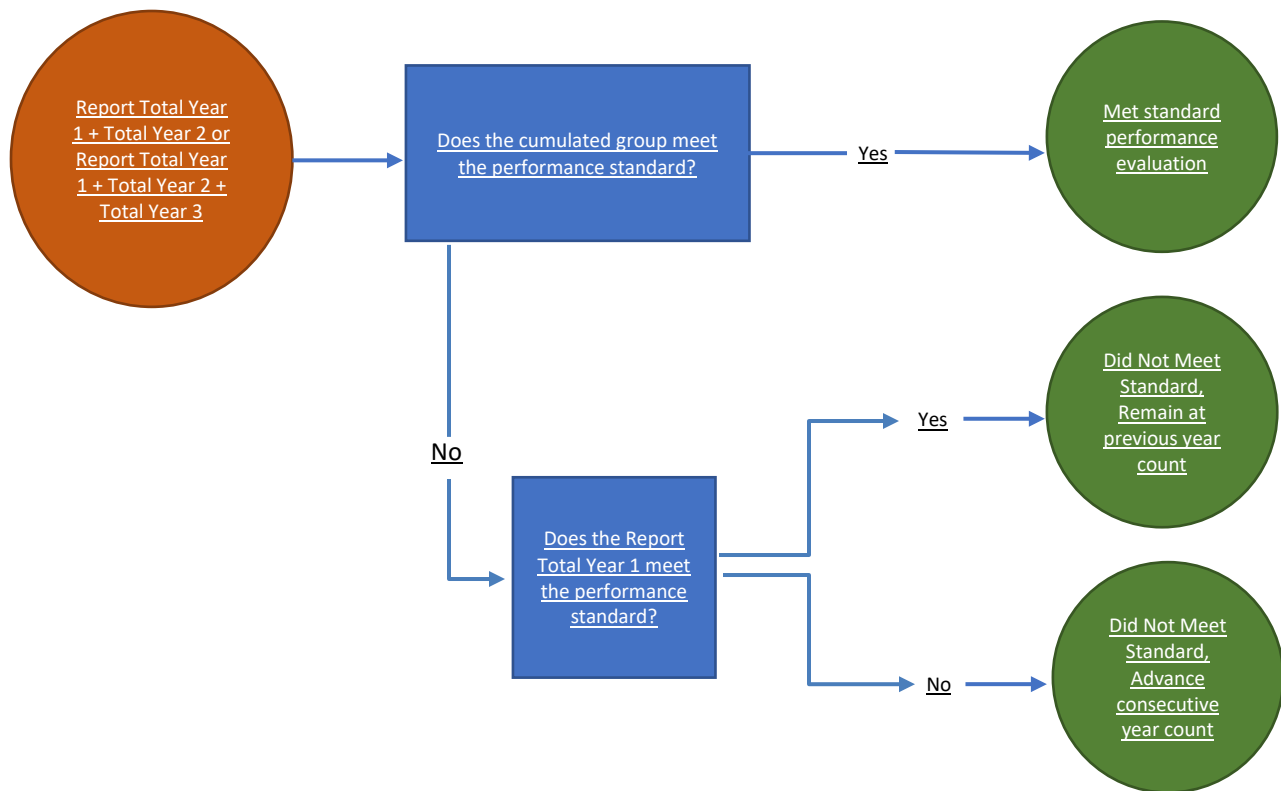 Report Total Year
1 + Total Year 2 or
Report Total Year
1 + Total Year 2 +
Total Year 3
Does the cumulated group meet
the performance standard?
Yes
Met standard
performance
evaluation
No
Does the Report
Total Year 1 meet
the performance
standard?
Yes
Did Not Meet
Standard,
Remain at
previous year
count
No
Did Not Meet
Standard,
Advance
consecutive
year count